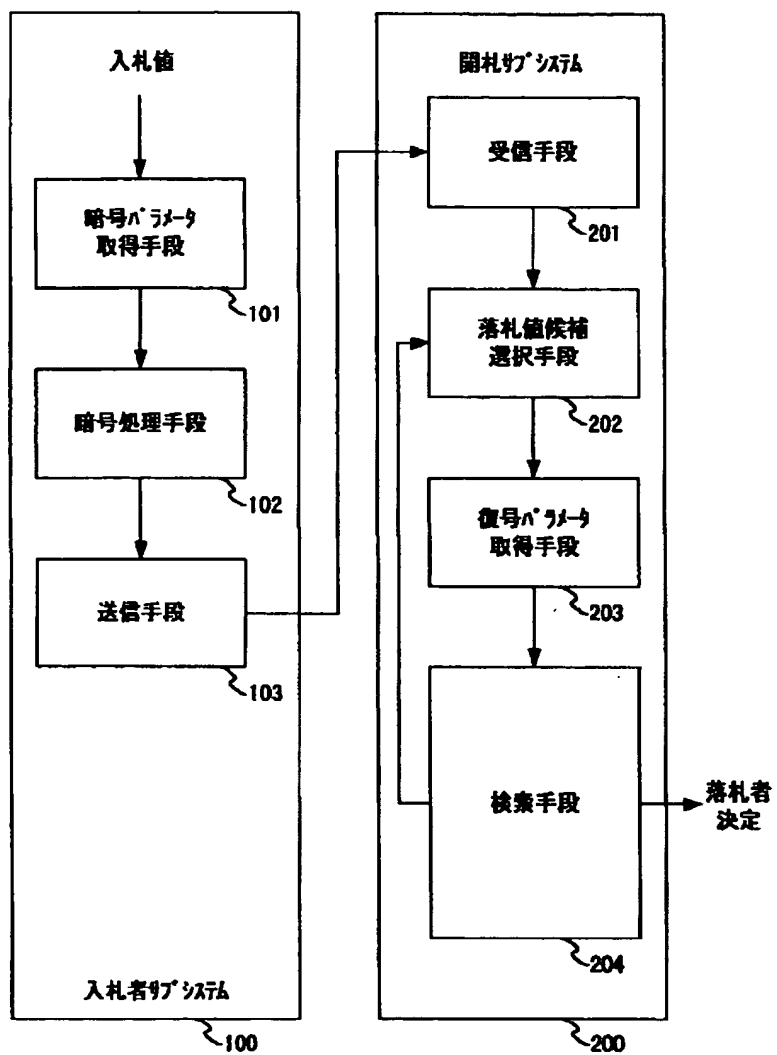 入札値
暗号ﾊﾟﾗﾒｰﾀ
取得手段
101
暗号処理手段
102
送信手段
103
入札者ｻﾌﾞｼｽﾃﾑ
100
開札ｻﾌﾞｼｽﾃﾑ
受信手段
201
落札値候補
選択手段
202
復号ﾊﾟﾗﾒｰﾀ
取得手段
203
検索手段
204
落札者
決定
200